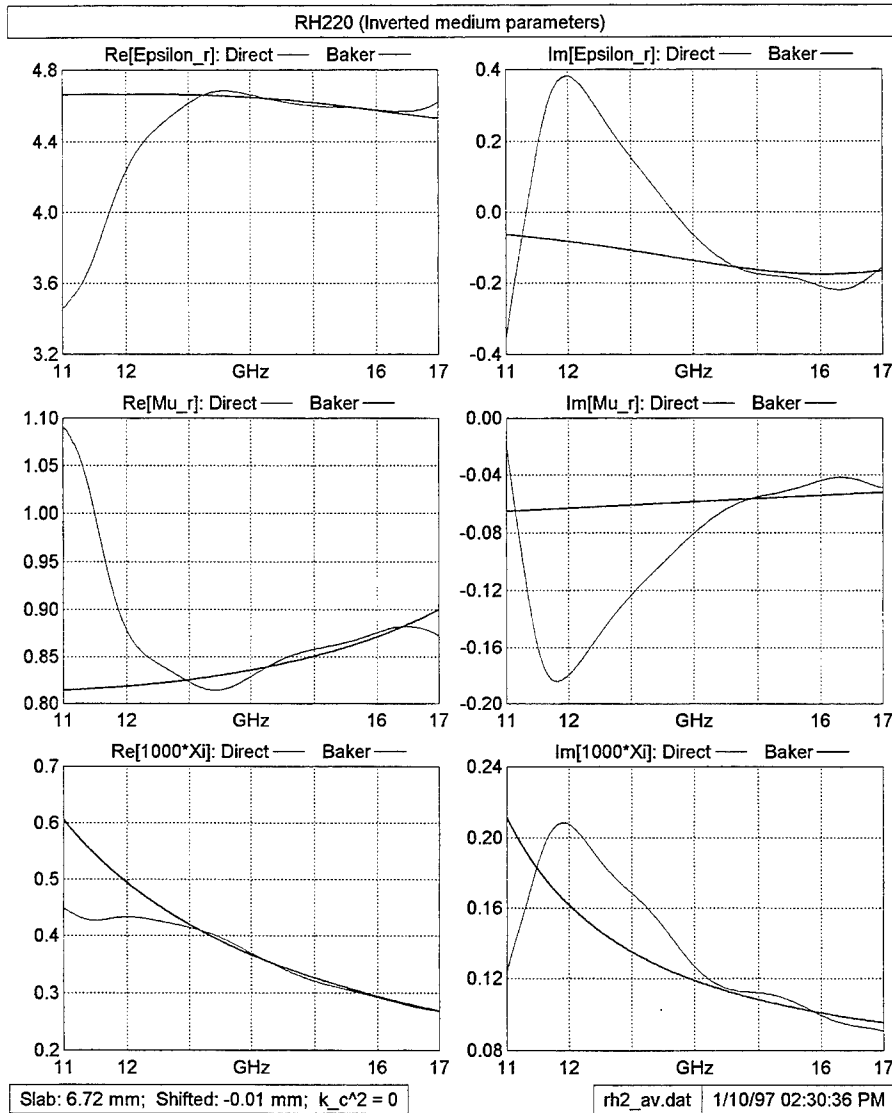 RH220 (Inverted medium parameters)
Re[Epsilon_r]: Direct Baker
4.8
4.4
4.0
3.6
3.2
11 12 GHz 16 17
Im[Epsilon_r]: Direct Baker
0.4
0.2
0.0
-0.2
-0.4
11 12 GHz 16 17
Re[Mu_r]: Direct Baker
1.10
1.05
1.00
0.95
0.90
0.85
0.80
11 12 GHz 16 17
Im[Mu_r]: Direct Baker
0.00
-0.04
-0.08
-0.12
-0.16
-0.20
11 12 GHz 16 17
Re[1000*Xi]: Direct Baker
0.7
0.6
0.5
0.4
0.3
0.2
11 12 GHz 16 17
Im[1000*Xi]: Direct Baker
0.24
0.20
0.16
0.12
0.08
11 12 GHz 16 17
Slab: 6.72 mm; Shifted: -0.01 mm; k_c^2 = 0
rh2_av.dat 1/10/97 02:30:36 PM